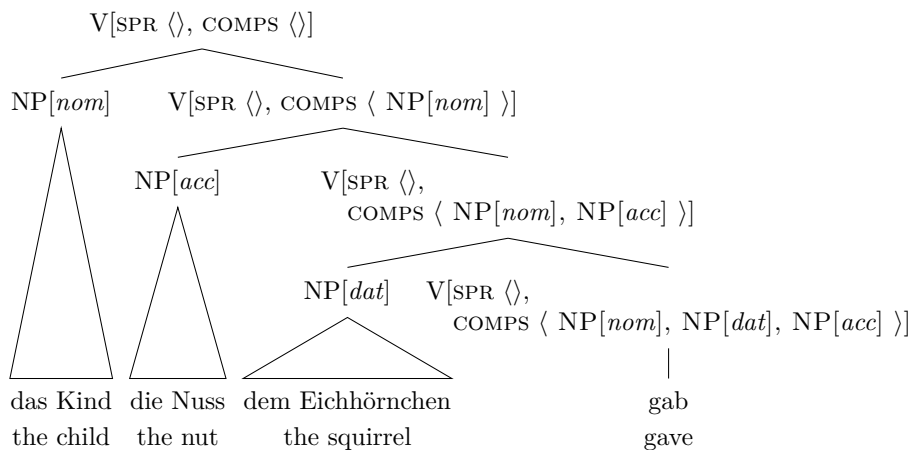 V[SPR ⟨⟩, COMPS ⟨⟩]
NP[nom] V[SPR ⟨⟩, COMPS ⟨ NP[nom] ⟩]
NP[acc] V[SPR ⟨⟩,
COMPS ⟨ NP[nom], NP[acc] ⟩]
NP[dat] V[SPR ⟨⟩,
COMPS ⟨ NP[nom], NP[dat], NP[acc] ⟩]
das Kind die Nuss dem Eichhörnchen gab
the child the nut the squirrel gave